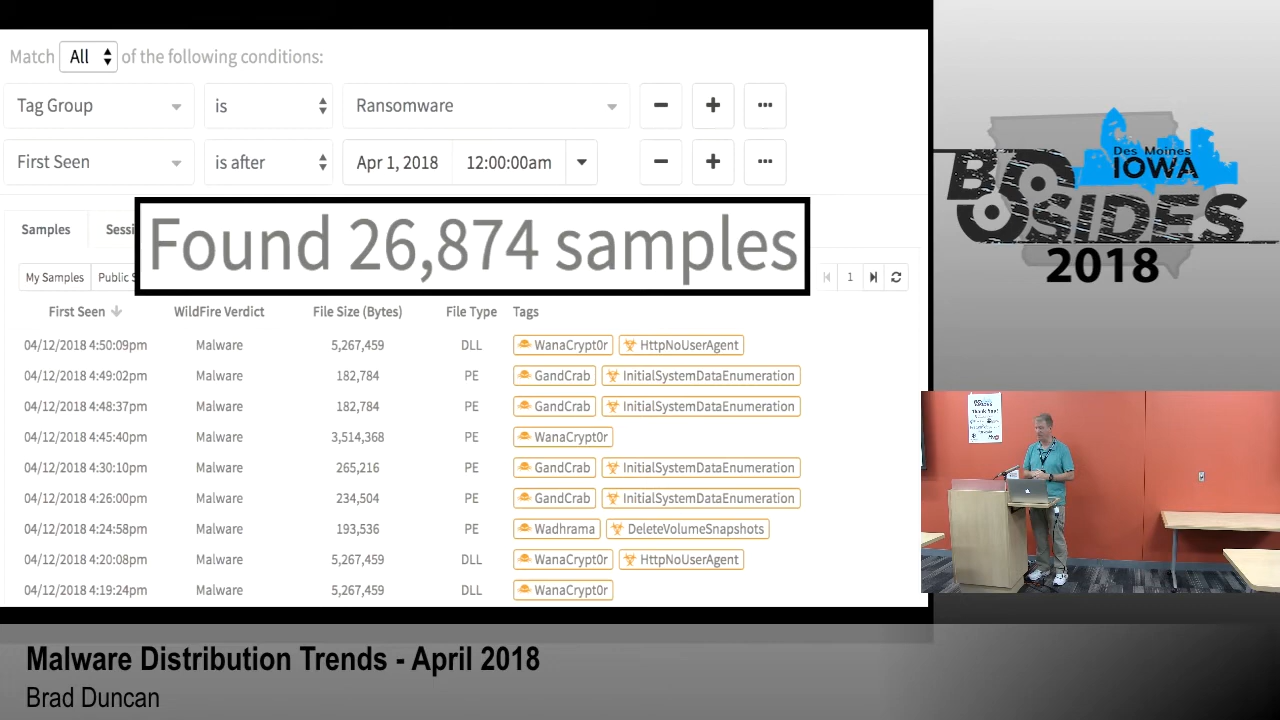 Match All of the following conditions:
Tag Group is Ransomware
First Seen is after Apr 1, 2018 12:00:00am
Samples Sessi
Found 26,874 samples
My Samples Public S 1
First Seen WildFire Verdict File Size (Bytes) File Type Tags
04/12/2018 4:50:09pm Malware 5,267,459 DLL WanaCrypt0r HttpNoUserAgent
04/12/2018 4:49:02pm Malware 182,784 PE GandCrab InitialSystemDataEnumeration
04/12/2018 4:48:37pm Malware 182,784 PE GandCrab InitialSystemDataEnumeration
04/12/2018 4:45:40pm Malware 3,514,368 PE WanaCrypt0r
04/12/2018 4:30:10pm Malware 265,216 PE GandCrab InitialSystemDataEnumeration
04/12/2018 4:26:00pm Malware 234,504 PE GandCrab InitialSystemDataEnumeration
04/12/2018 4:24:58pm Malware 193,536 PE Wadhrama DeleteVolumeSnapshots
04/12/2018 4:20:08pm Malware 5,267,459 DLL WanaCrypt0r HttpNoUserAgent
04/12/2018 4:19:24pm Malware 5,267,459 DLL WanaCrypt0r
Des Moines
IOWA
BSIDES
2018
SIDES
Thank You!
Malware Distribution Trends - April 2018
Brad Duncan